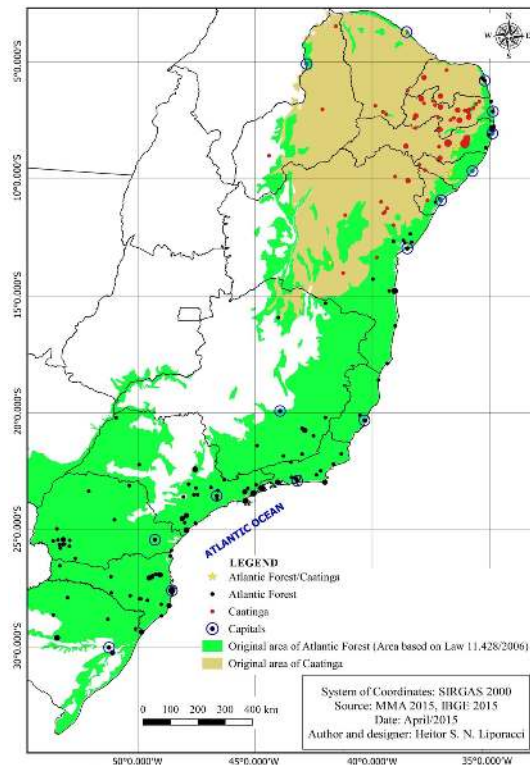 N
S
5°0.000'S
10°0.000'S
15°0.000'S
20°0.000'S
25°0.000'S
30°0.000'S
ATLANTIC OCEAN
LEGEND
Atlantic Forest/Caatinga
Atlantic Forest
Caatinga
Capitals
Original area of Atlantic Forest (Area based on Law 11.428/2006)
Original area of Caatinga
0 100 200 300 400 km
System of Coordinates: SIRGAS 2000
Source: MMA 2015, IBGE 2015
Date: April/2015
Author and designer: Heitor S. N. Liporacci
50°0.000'W 45°0.000'W 40°0.000'W 35°0.000'W